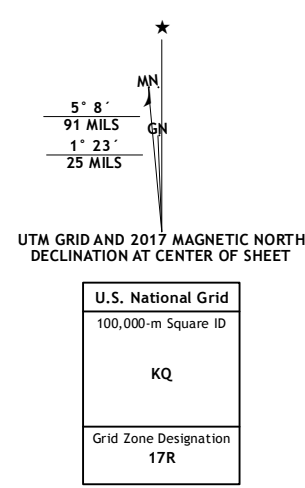 MN
5° 8´
91 MILS
GN
1° 23´
25 MILS
UTM GRID AND 2017 MAGNETIC NORTH
DECLINATION AT CENTER OF SHEET
U.S. National Grid
100,000-m Square ID
KQ
Grid Zone Designation
17R